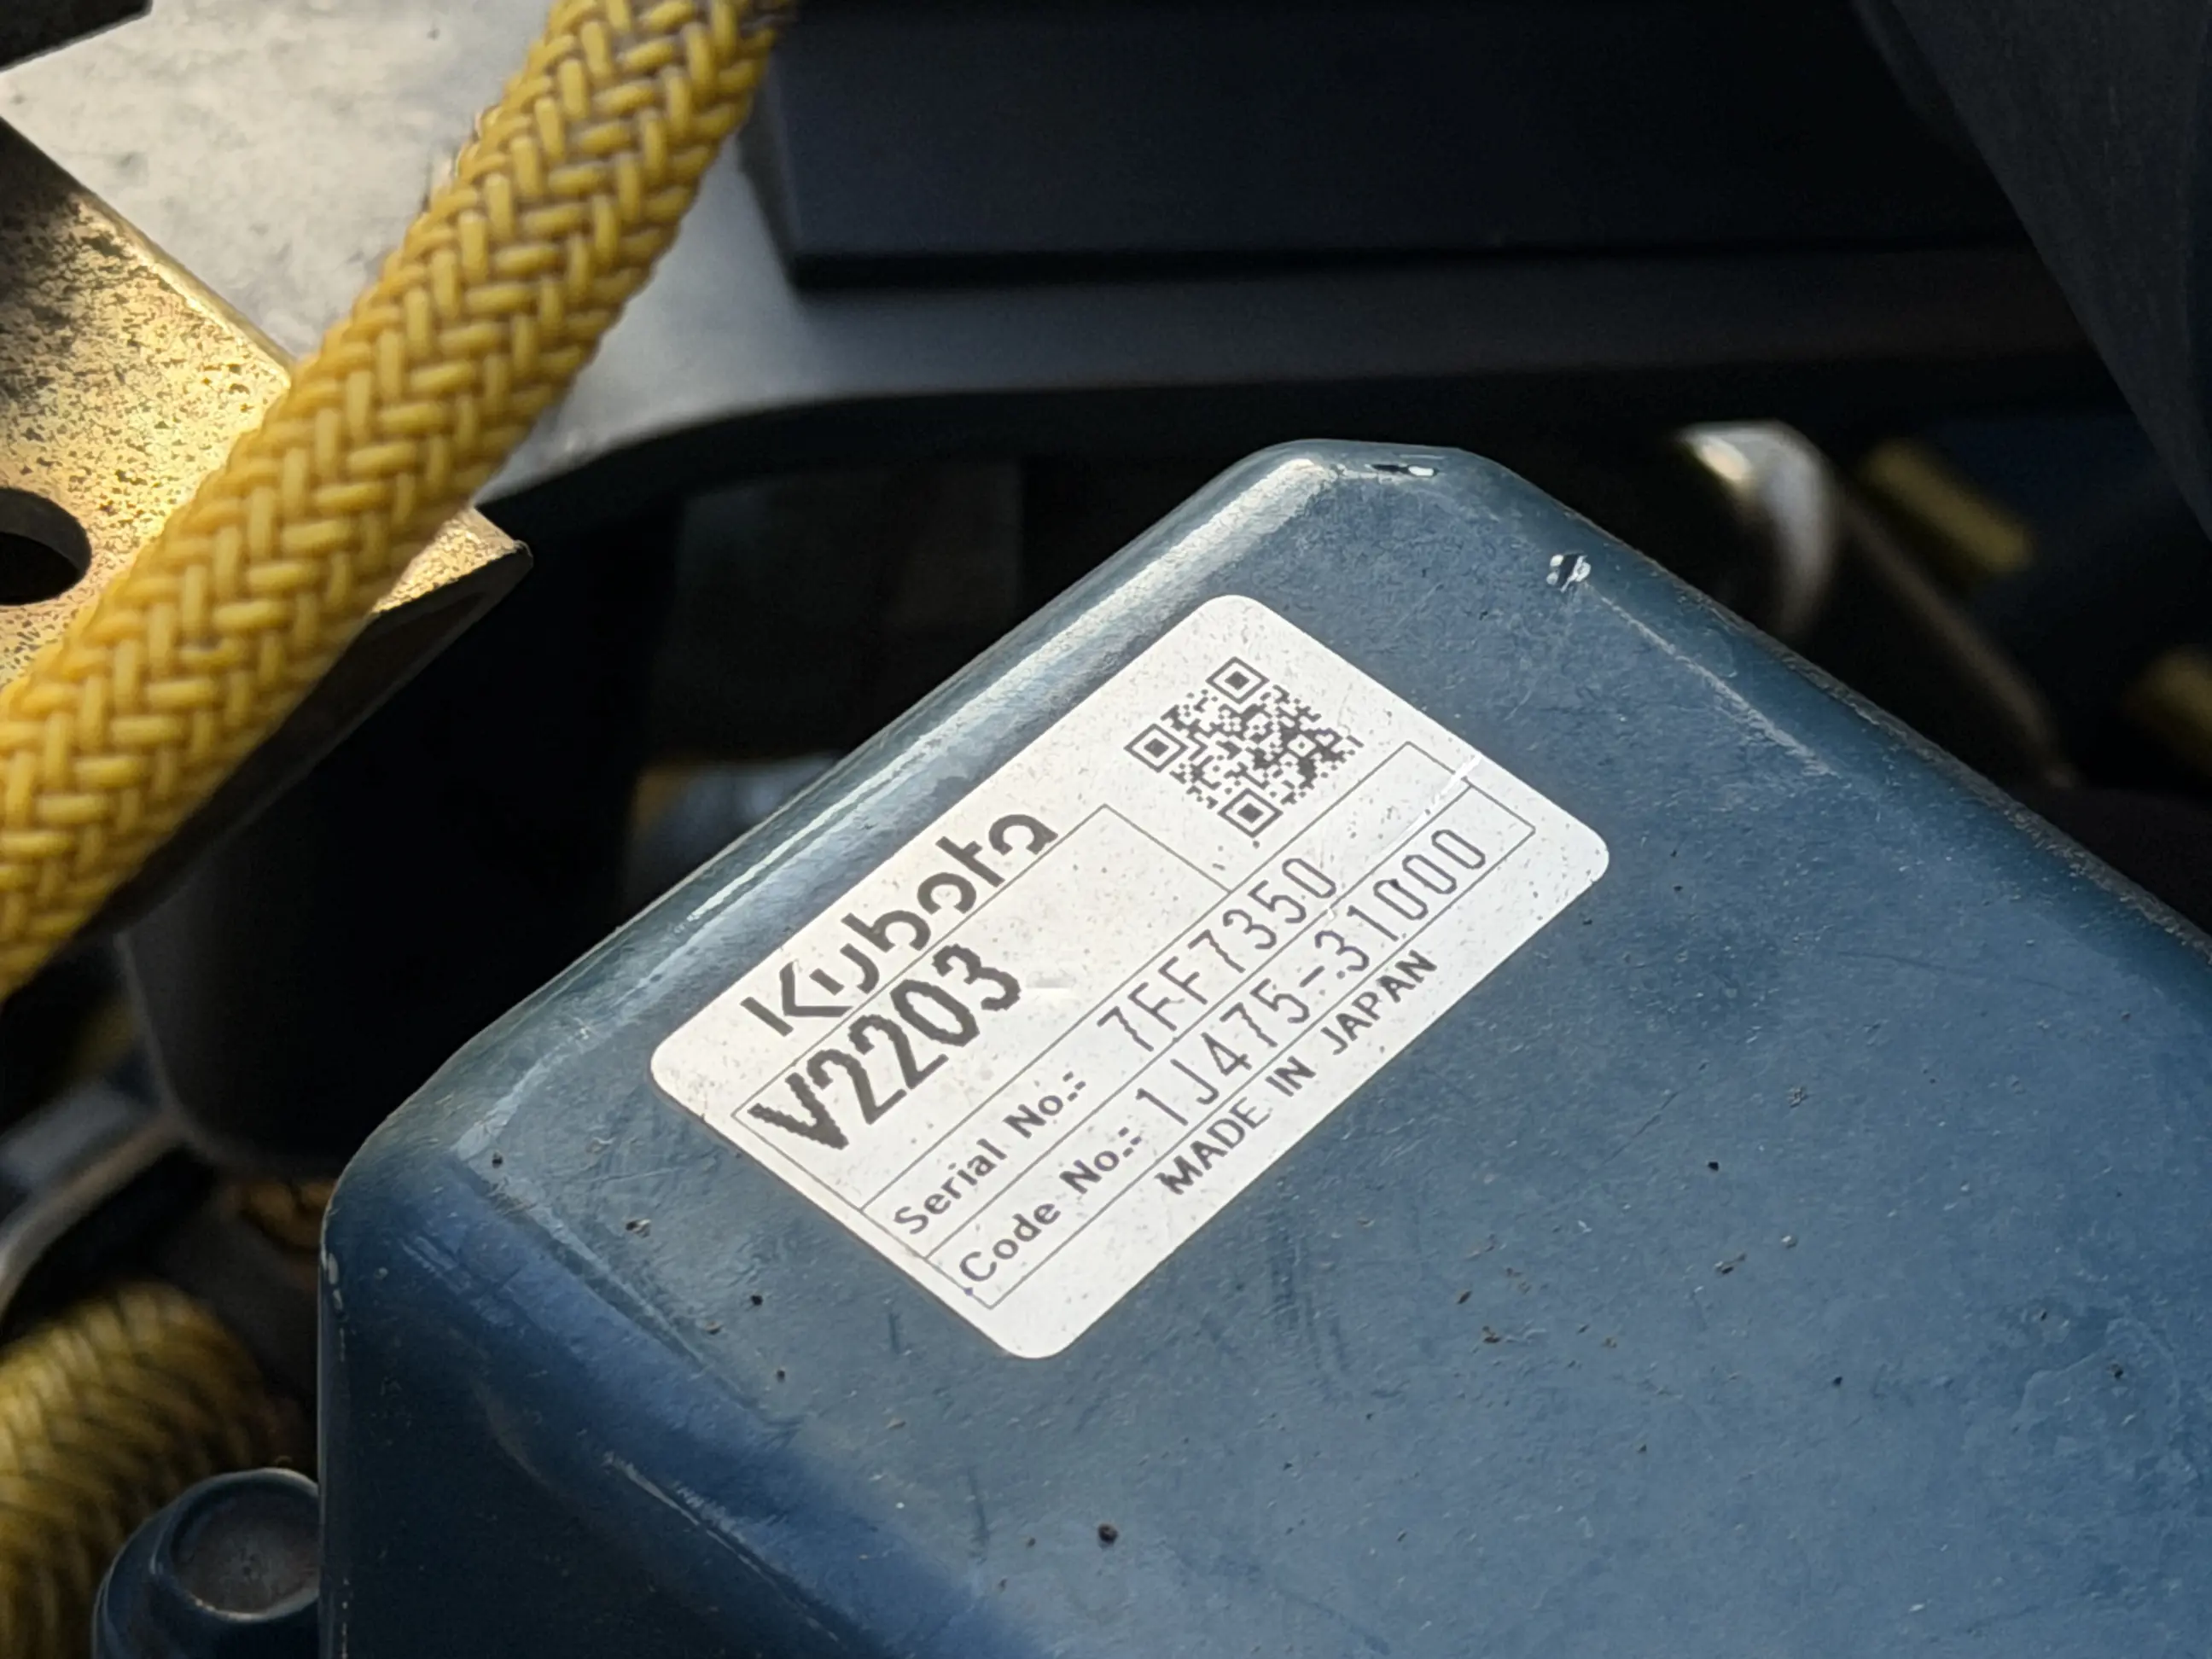 Kubota
V2203
Serial No.: 7FF7350
Code No.: 1J475-31000
MADE IN JAPAN